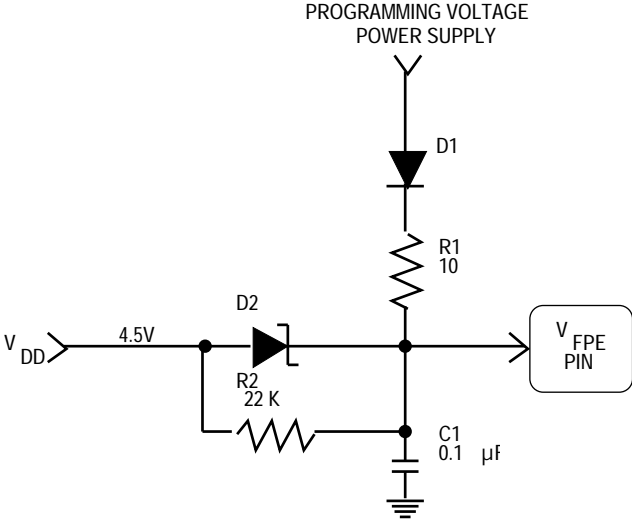 PROGRAMMING VOLTAGE
POWER SUPPLY
D1
R1
10
D2
4.5V
V DD
V FPE
PIN
R2
22 K
C1
0.1 µF